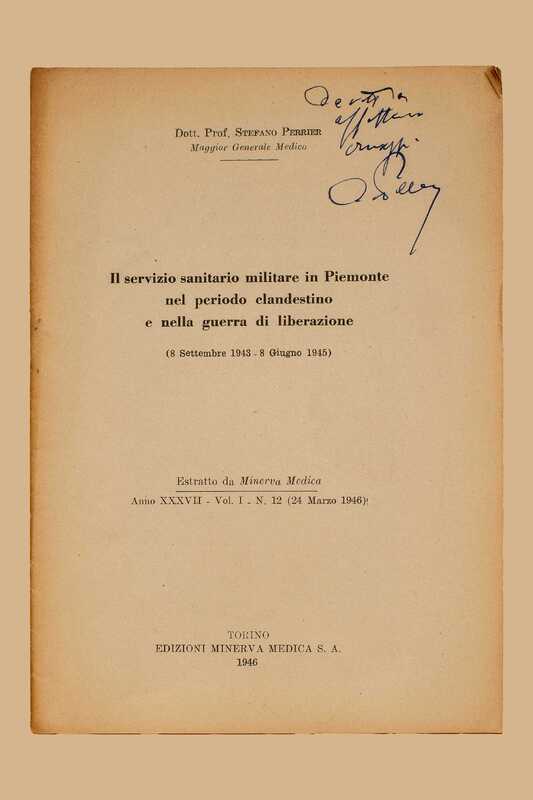 Dott. Prof. STEFANO PERRIER
Maggior Generale Medico
Il servizio sanitario militare in Piemonte
nel periodo clandestino
e nella guerra di liberazione
(8 Settembre 1943 - 8 Giugno 1945)
Estratto da Minerva Medica
Anno XXXVII - Vol. I - N. 12 (24 Marzo 1946)
TORINO
EDIZIONI MINERVA MEDICA S. A.
1946